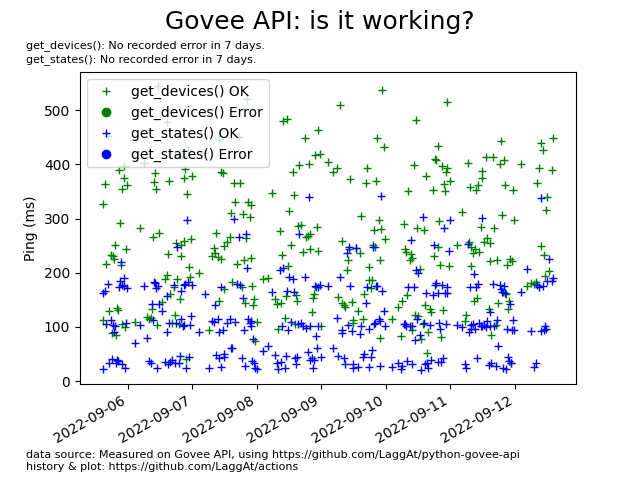 Govee API: is it working?
get_devices(): No recorded error in 7 days.
get_states(): No recorded error in 7 days.
get_devices() OK
get_devices() Error
get_states() OK
get_states() Error
Ping (ms)
500
400
300
200
100
0
2022-09-06
2022-09-07
2022-09-08
2022-09-09
2022-09-10
2022-09-11
2022-09-12
data source: Measured on Govee API, using https://github.com/LaggAt/python-govee-api
history & plot: https://github.com/LaggAt/actions